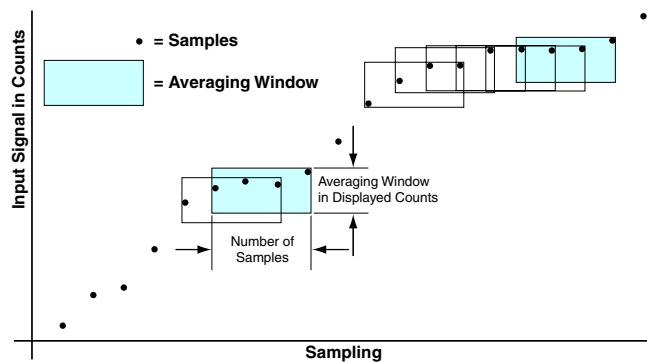 = Samples
= Averaging Window
Input Signal in Counts
Averaging Window
in Displayed Counts
Number of
Samples
Sampling